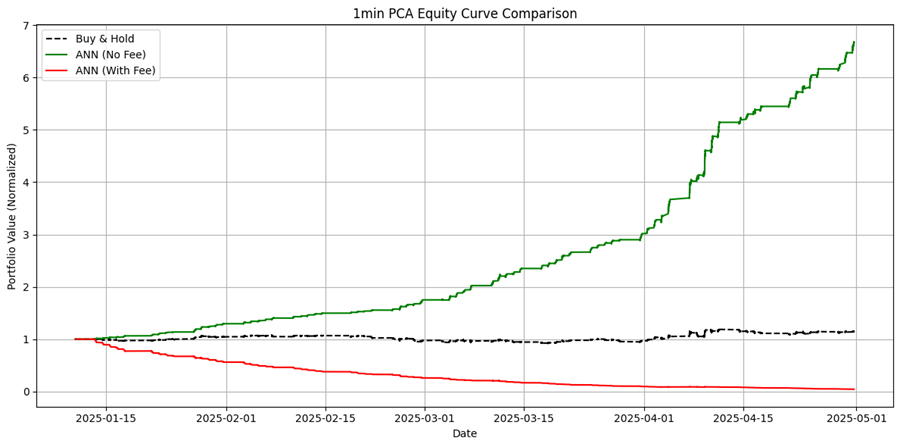 1min PCA Equity Curve Comparison
7
6
5
4
3
2
1
0
Portfolio Value (Normalized)
Buy & Hold
ANN (No Fee)
ANN (With Fee)
2025-01-15 2025-02-01 2025-02-15 2025-03-01 2025-03-15 2025-04-01 2025-04-15 2025-05-01
Date